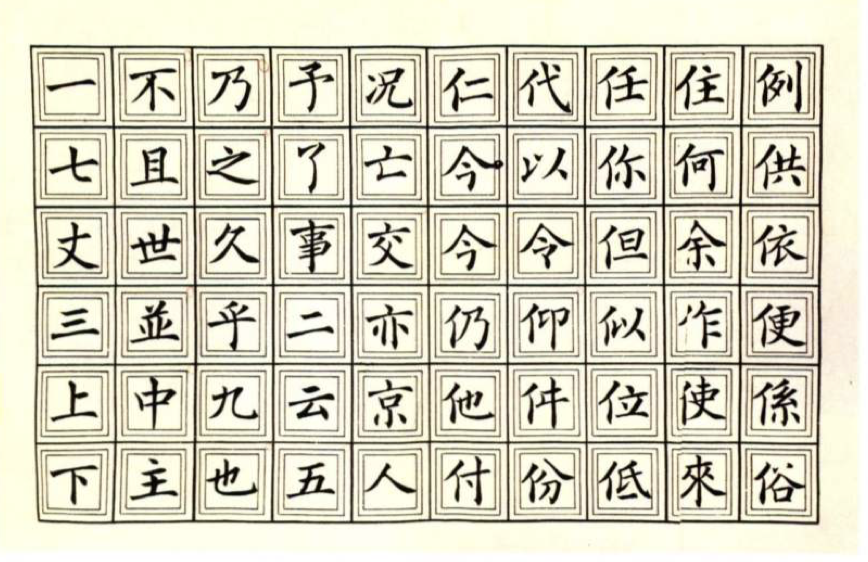 一七丈三上下
不且世並中主
乃之久乎九也
予了事二云五
况亡交亦京人
仁今今仍他付
代以令仰件份
任你但似位低
住何余作使來
例供依便係俗